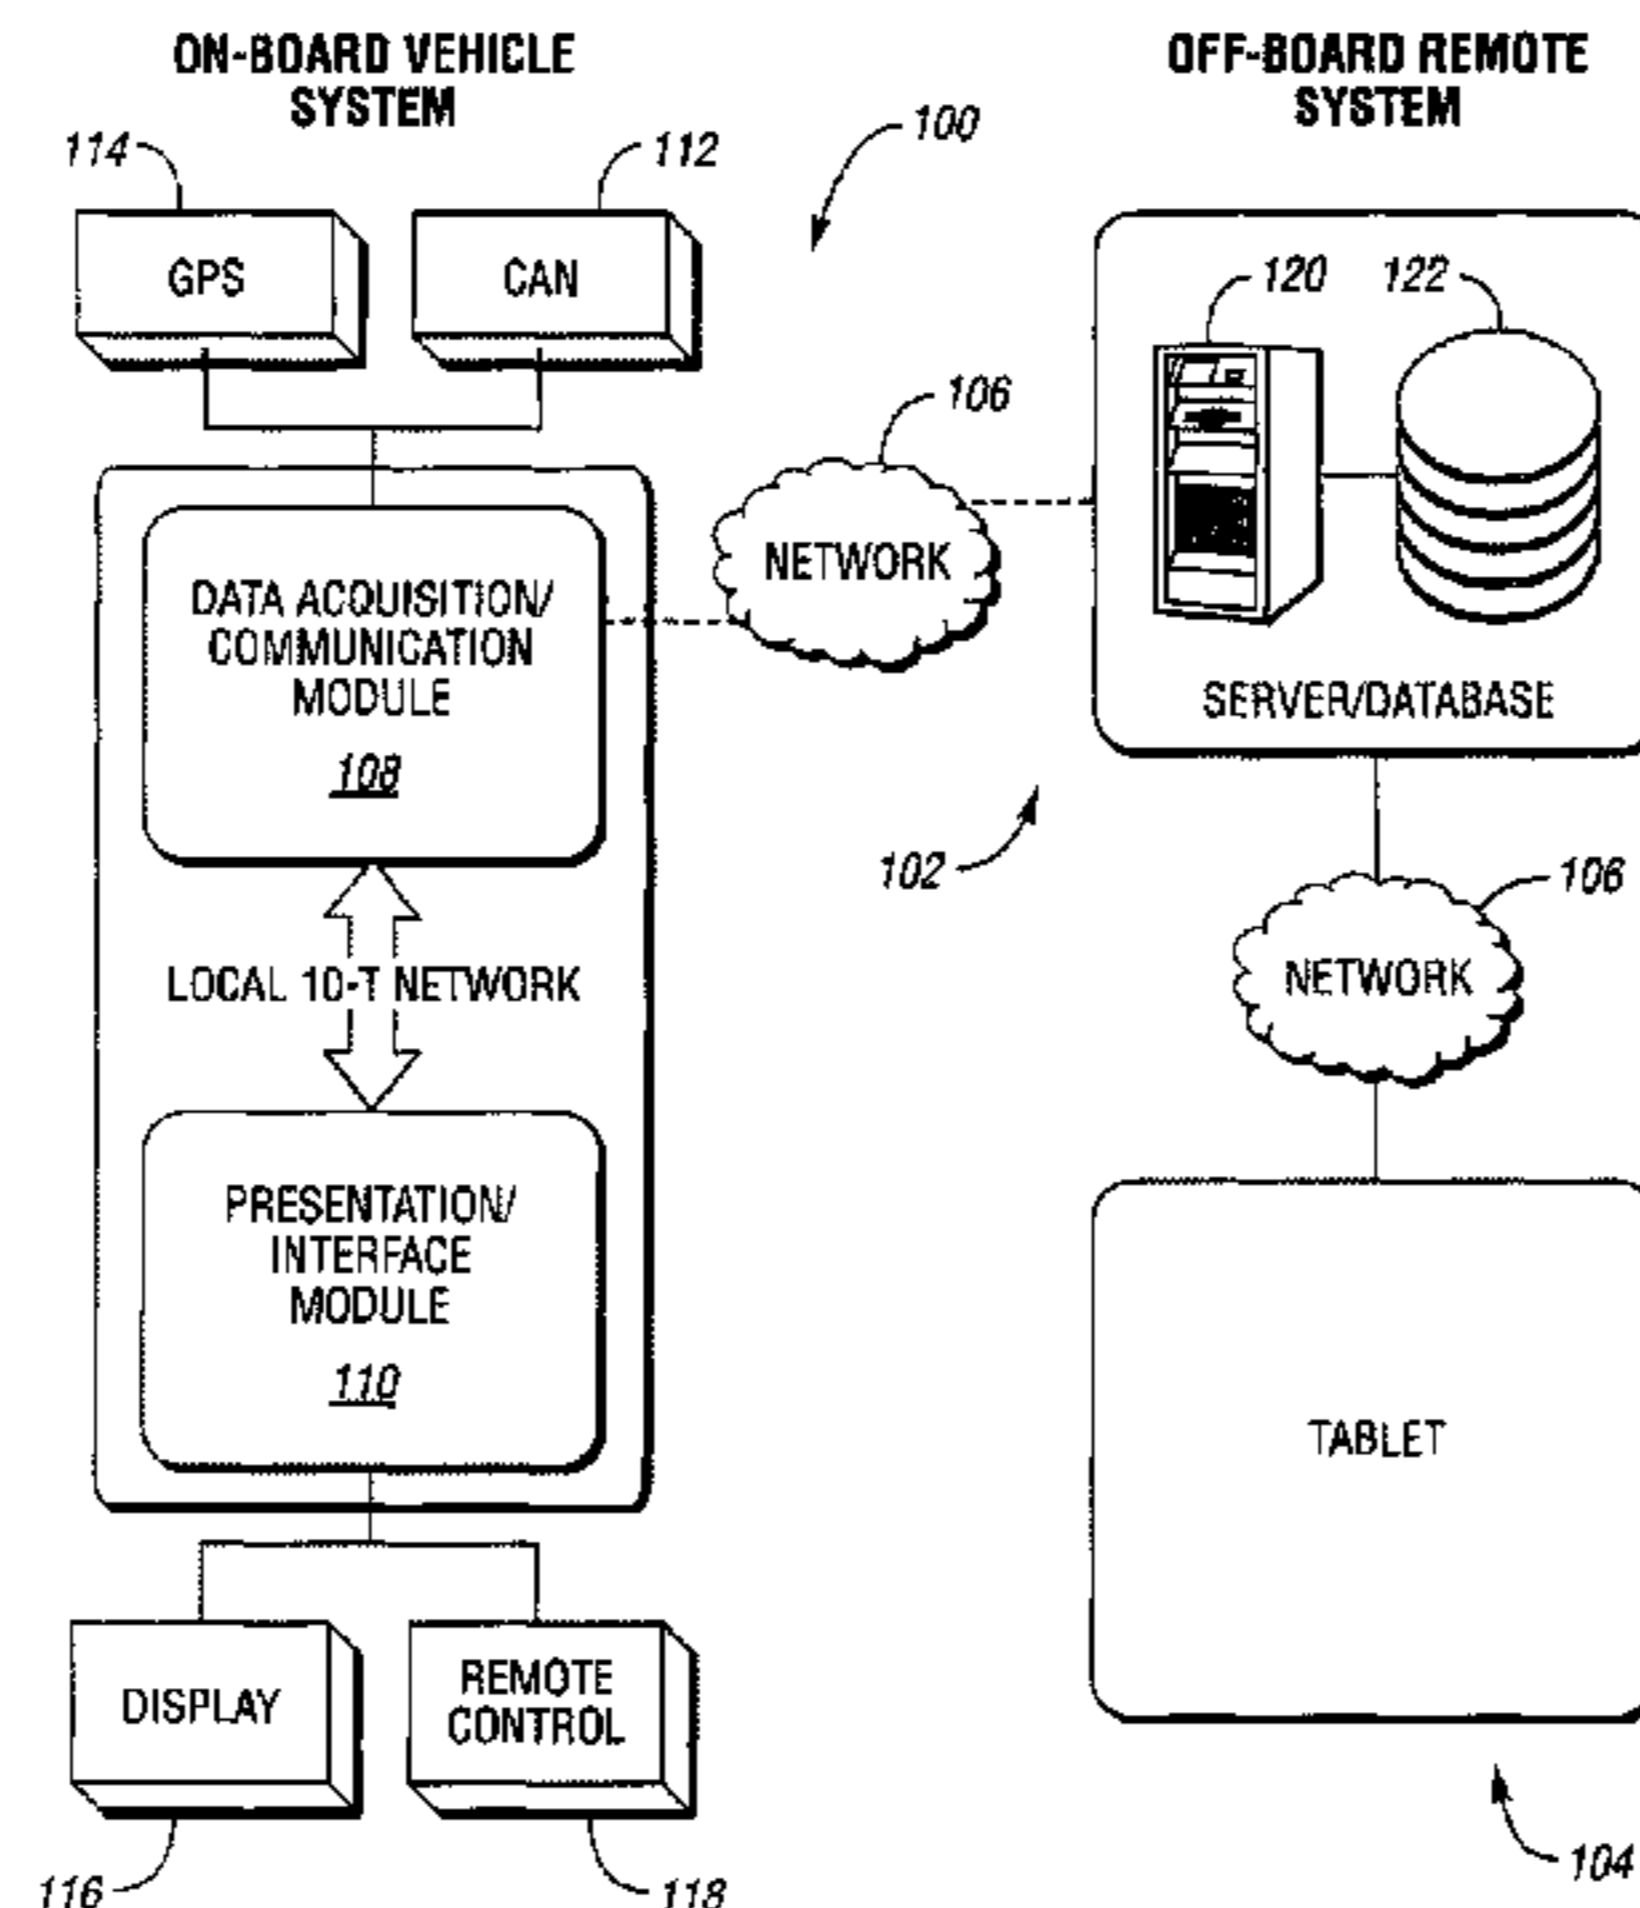 ON-BOARD VEHICLE
SYSTEM
OFF-BOARD REMOTE
SYSTEM
114
112
100
GPS
CAN
120
122
106
NETWORK
DATA ACQUISITION/
COMMUNICATION
MODULE
108
SERVER/DATABASE
102
106
LOCAL 10-T NETWORK
NETWORK
PRESENTATION/
INTERFACE
MODULE
110
TABLET
DISPLAY
REMOTE
CONTROL
104
116
118